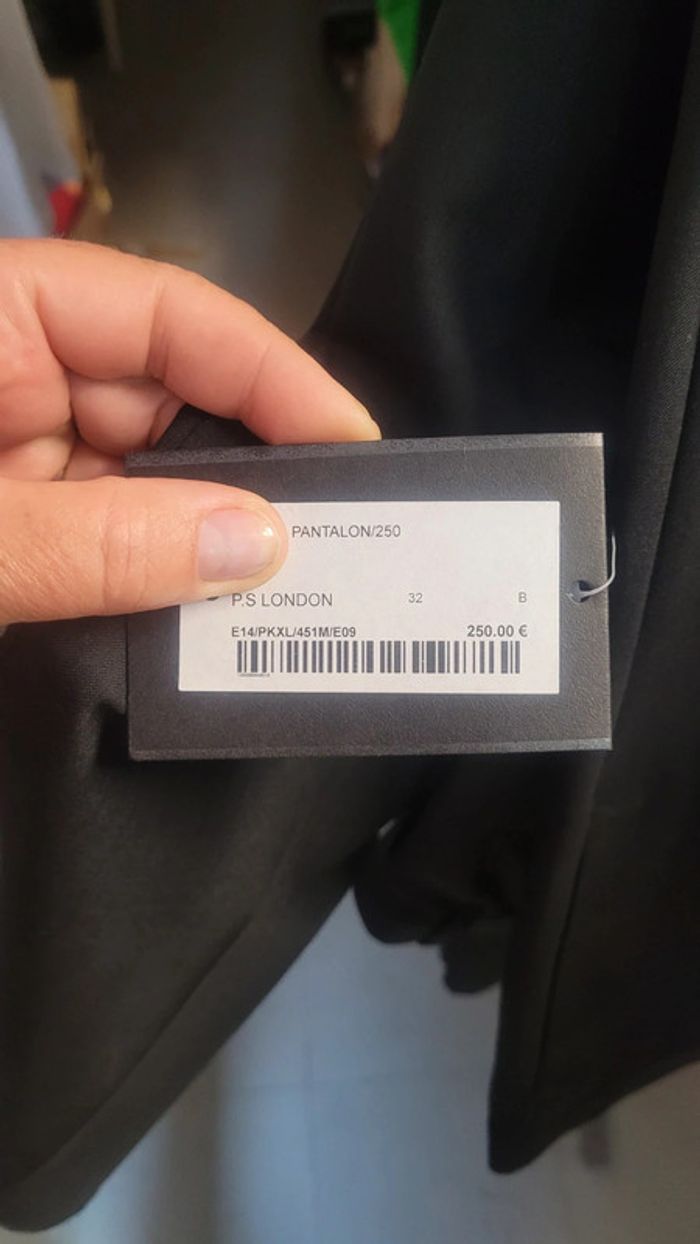 PANTALON/250
P.S LONDON 32 B
E14/PKXL/451M/E09 250.00 €